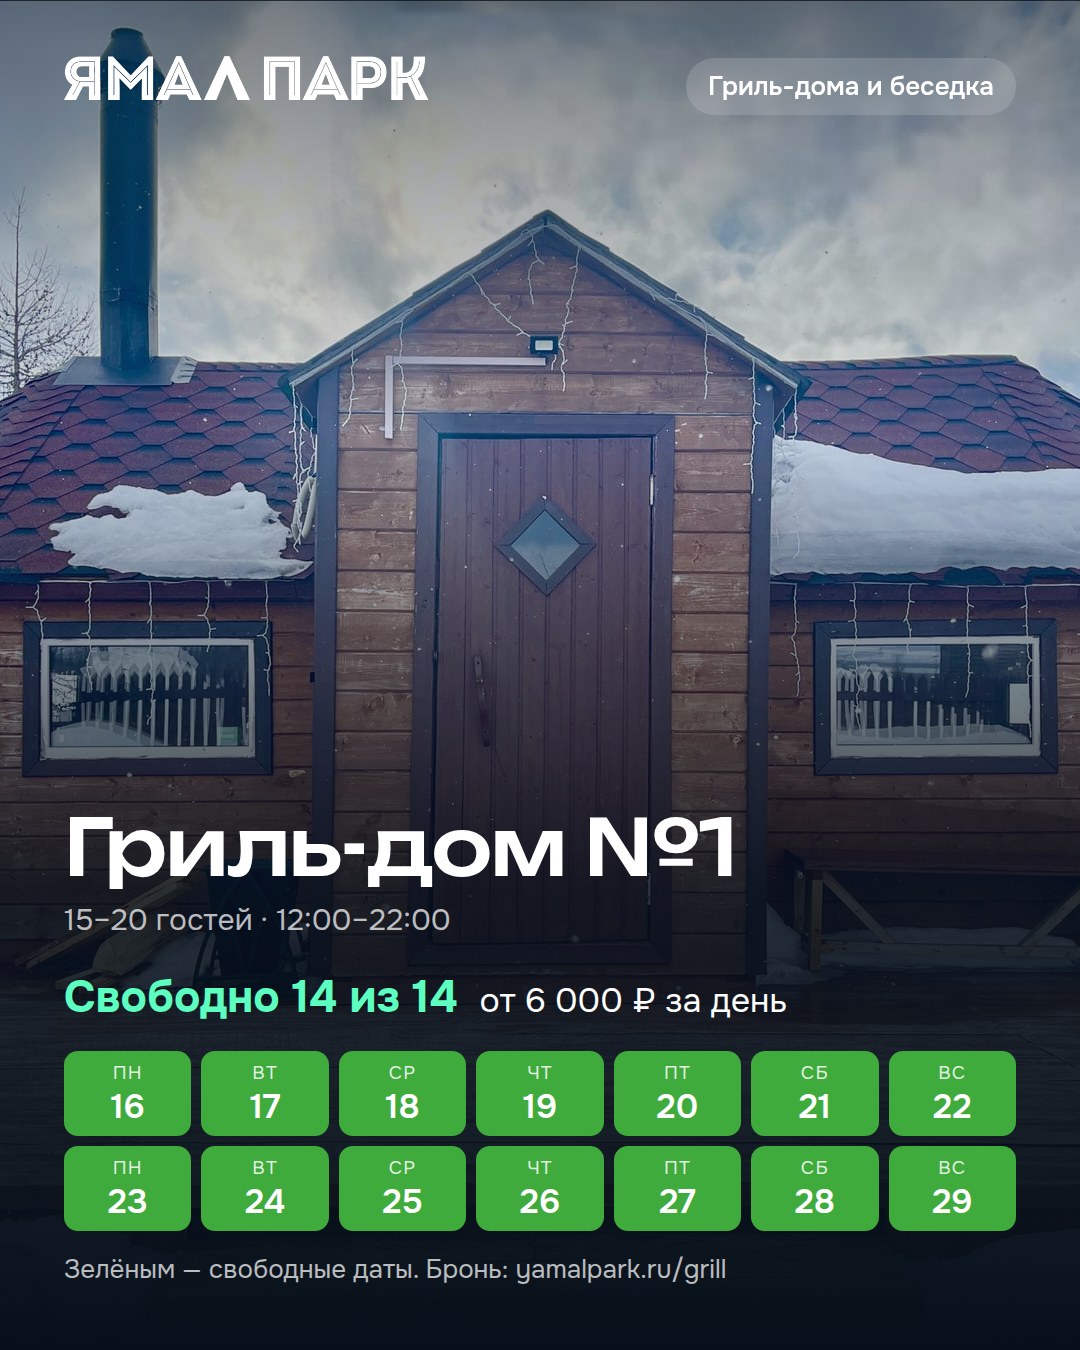 ЯМАЛ ПАРК
Гриль-дома и беседка
Гриль-дом №1
15–20 гостей · 12:00–22:00
Свободно 14 из 14 от 6 000 ₽ за день
ПН ВТ СР ЧТ ПТ СБ ВС
16 17 18 19 20 21 22
ПН ВТ СР ЧТ ПТ СБ ВС
23 24 25 26 27 28 29
Зелёным — свободные даты. Бронь: yamalpark.ru/grill